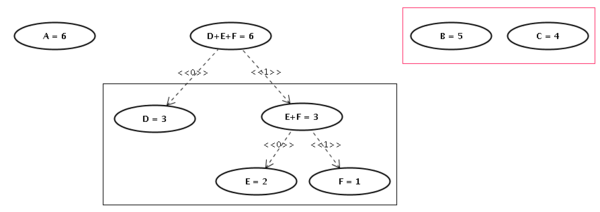 A = 6
D+E+F = 6
B = 5
C = 4
<<0>>
<<1>>
D = 3
E+F = 3
<<0>>
<<1>>
E = 2
F = 1